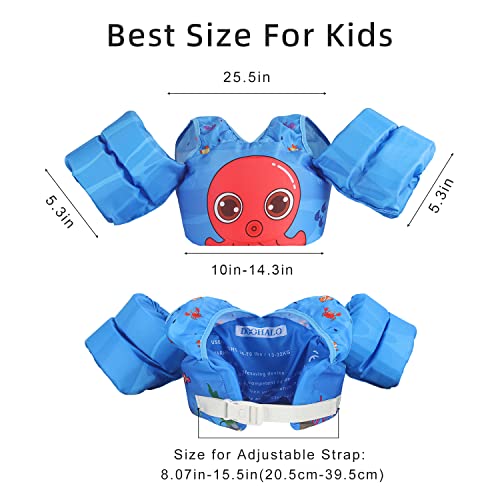 Best Size For Kids
25.5in
5.3in
5.3in
10in-14.3in
DOGHALO
Size for Adjustable Strap:
8.07in-15.5in(20.5cm-39.5cm)